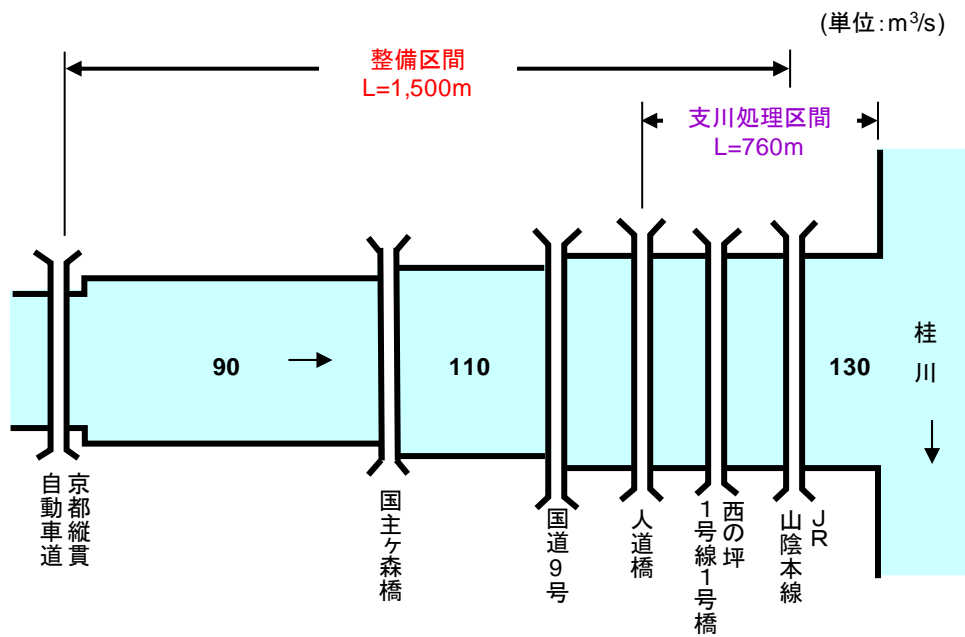 (単位:m³/s)
整備区間
L=1,500m
支川処理区間
L=760m
90
110
130
桂川
京都縦貫
自動車道
国主ヶ森橋
国道9号
人道橋
西の坪
1号線1号橋
JR
山陰本線